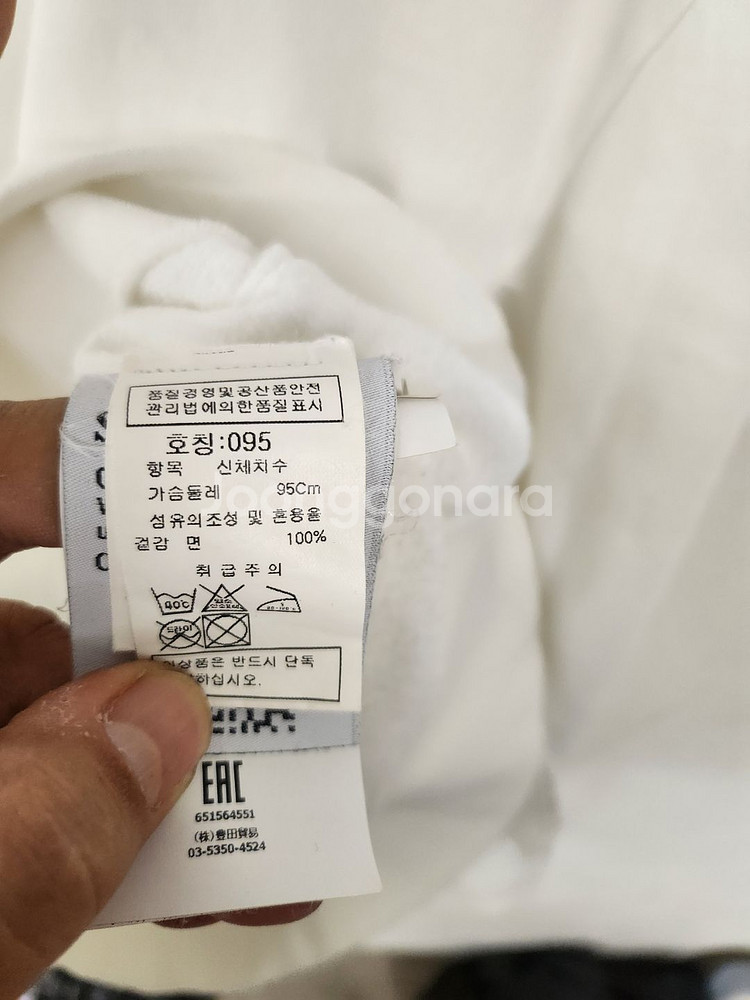 품질경영및공산품안전
관리법에의한품질표시
호칭:095
항목 신체치수
가슴둘레 95Cm
섬유의조성 및 혼용율
겉감 면 100%
취급주의
40℃
드라이
상품은 반드시 단독
하십시오.
EAC
651564551
(株)豊田貿易
03-5350-4524